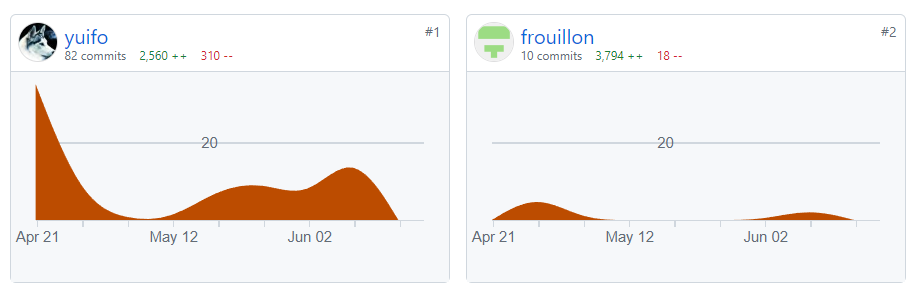 yuifo
#1
82 commits 2,560 ++ 310 --
20
Apr 21 May 12 Jun 02
frouillon
#2
10 commits 3,794 ++ 18 --
20
Apr 21 May 12 Jun 02